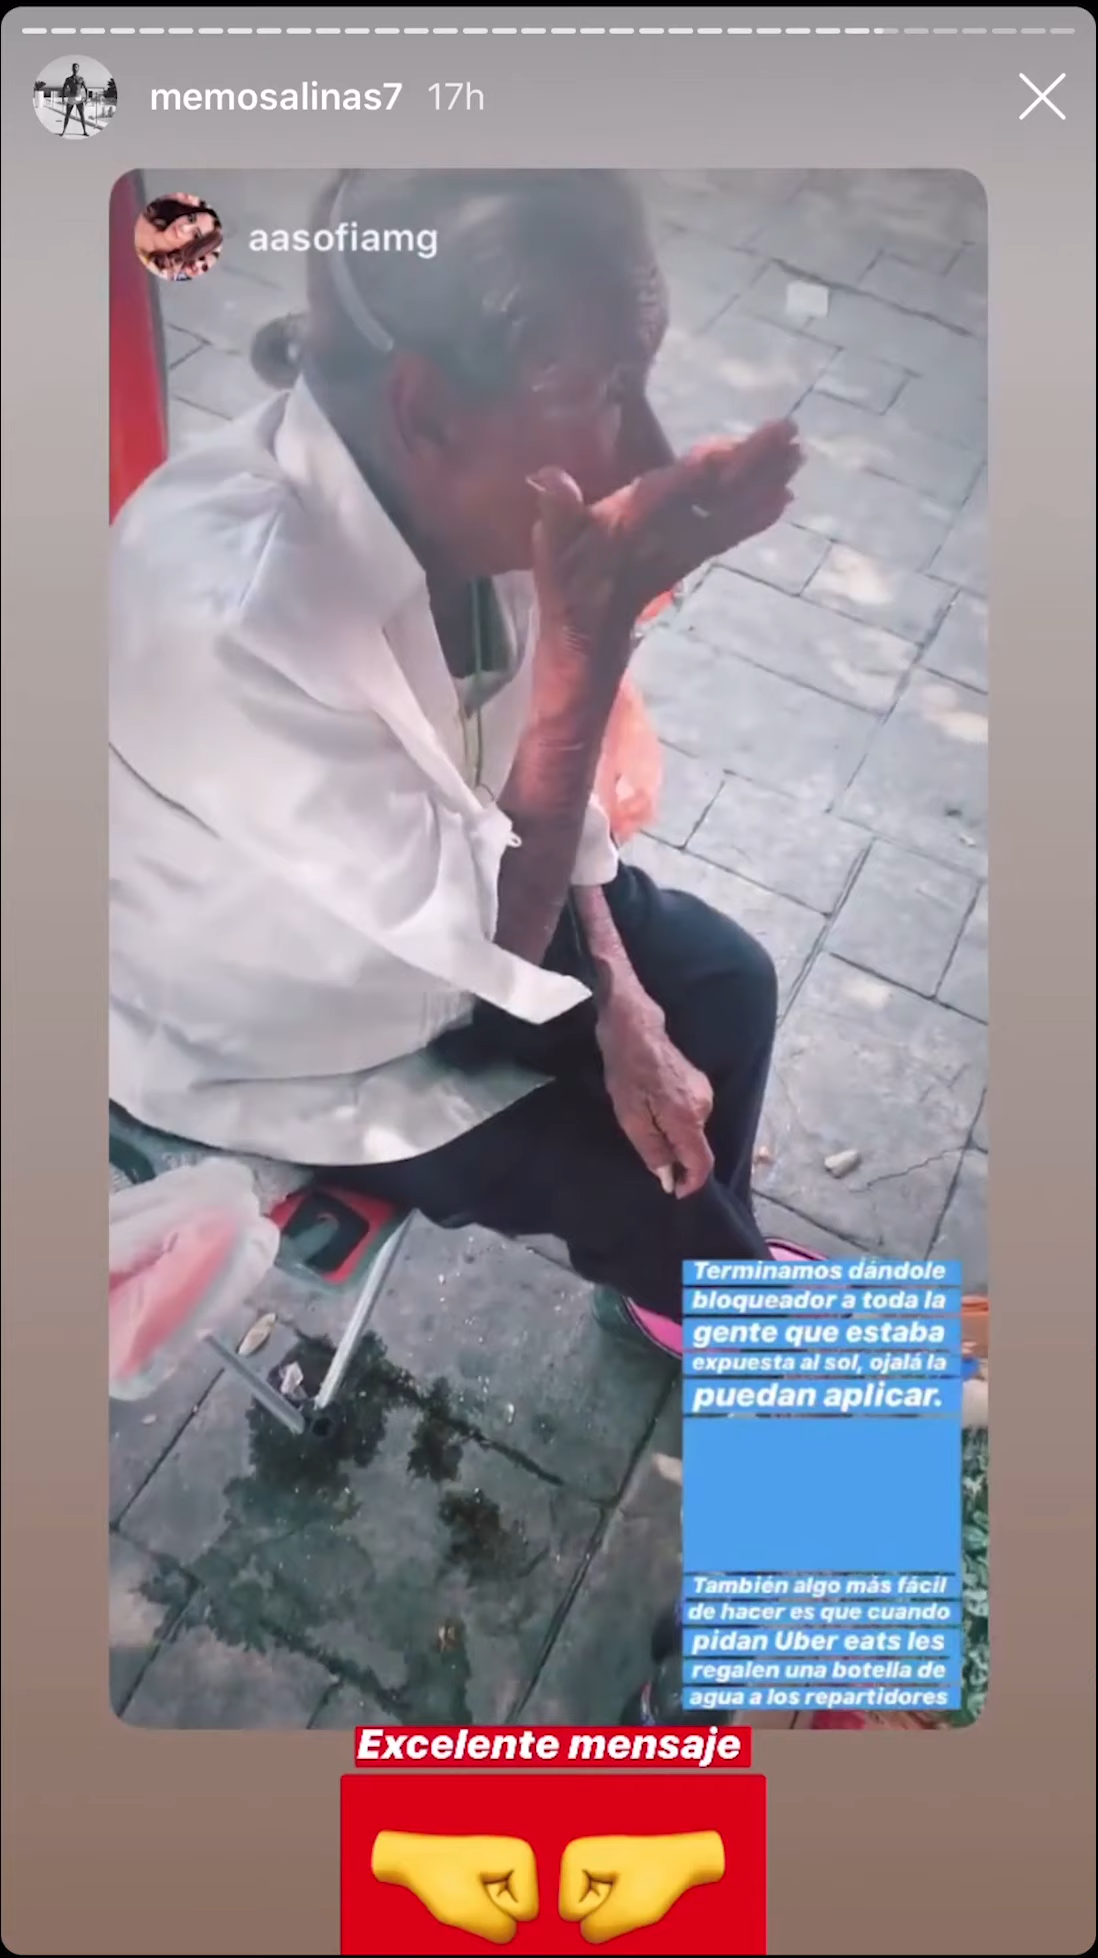 memosalinas7 17h
aasofiamg
Terminamos dándole
bloqueador a toda la
gente que estaba
expuesta al sol, ojalá la
puedan aplicar.
También algo más fácil
de hacer es que cuando
pidan Uber eats les
regalen una botella de
agua a los repartidores
Excelente mensaje